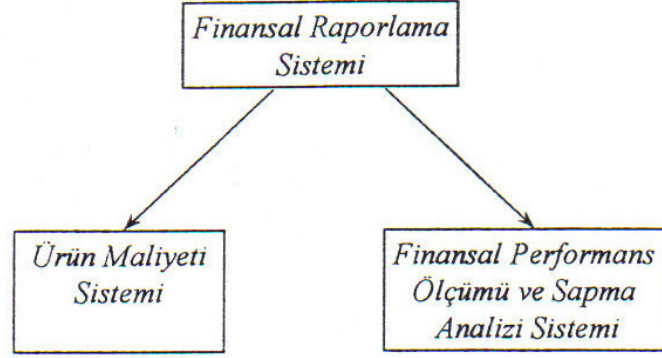 Finansal Raporlama
Sistemi
Ürün Maliyeti
Sistemi
Finansal Performans
Ölçümü ve Sapma
Analizi Sistemi